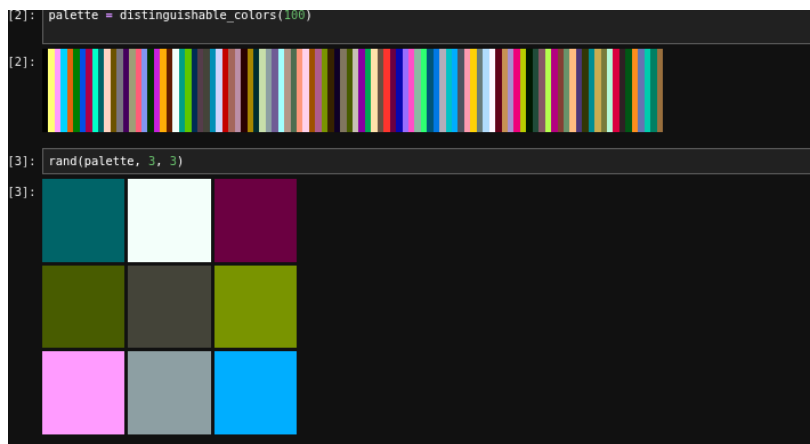 [2]: palette = distinguishable_colors(100)
[2]:
[3]: rand(palette, 3, 3)
[3]: